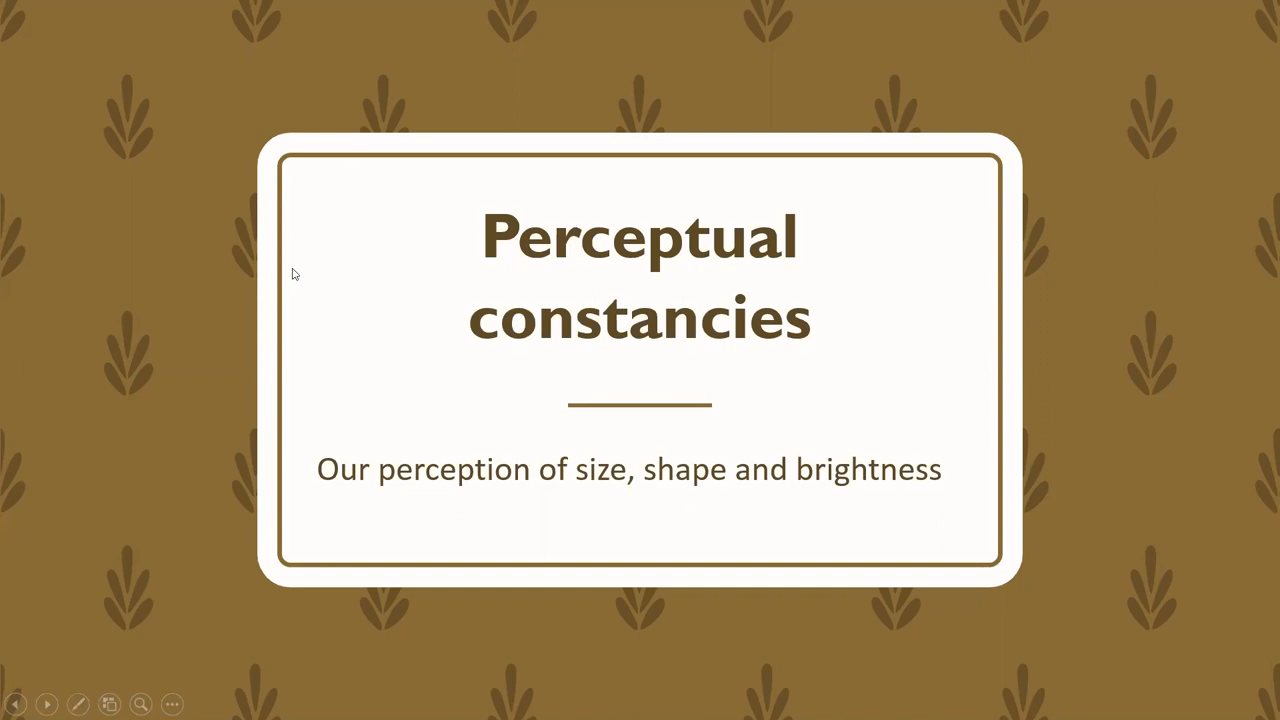 Perceptual
constancies
Our perception of size, shape and brightness